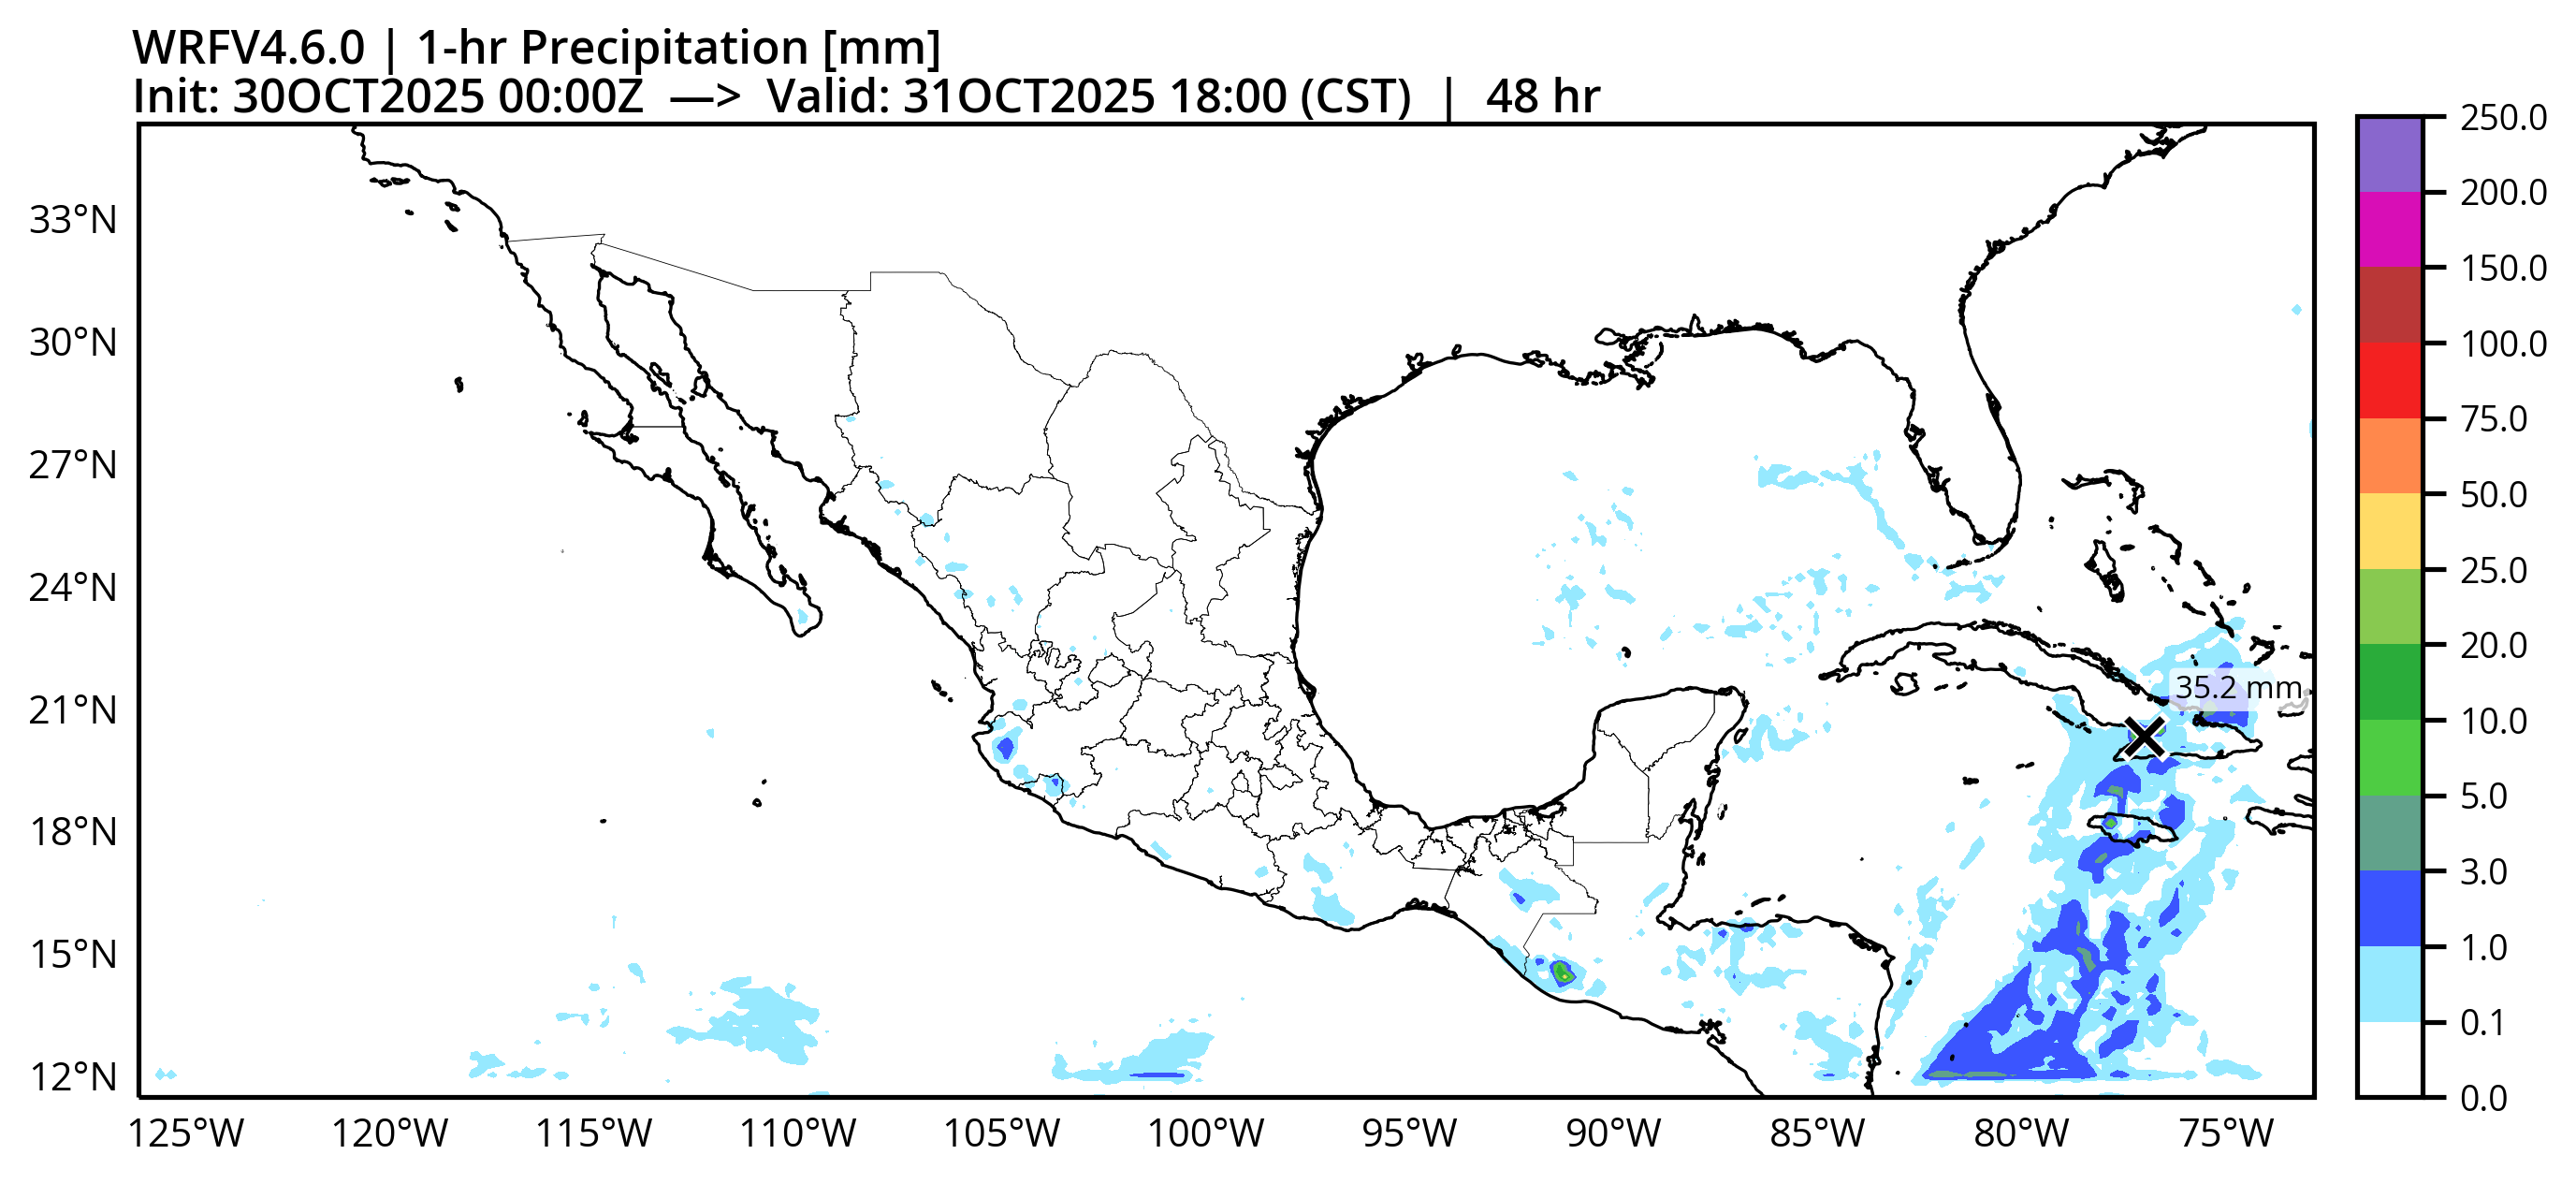 WRFV4.6.0 | 1-hr Precipitation [mm]
Init: 30OCT2025 00:00Z —> Valid: 31OCT2025 18:00 (CST) | 48 hr
33°N
30°N
27°N
24°N
21°N
18°N
15°N
12°N
125°W 120°W 115°W 110°W 105°W 100°W 95°W 90°W 85°W 80°W 75°W
35.2 mm
250.0
200.0
150.0
100.0
75.0
50.0
25.0
20.0
10.0
5.0
3.0
1.0
0.1
0.0